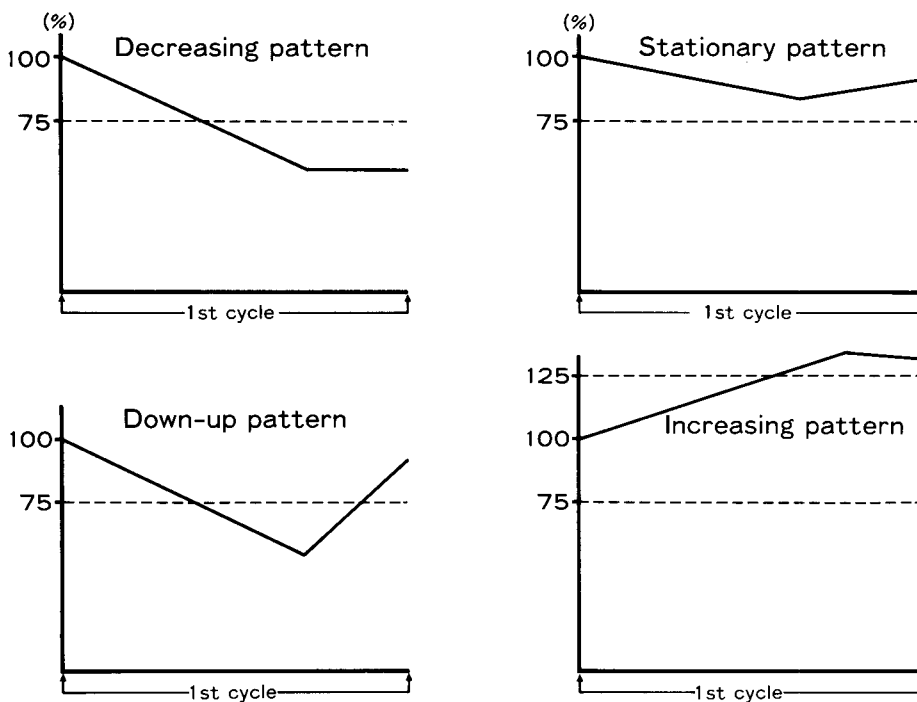 (%)
Decreasing pattern
100
75
1st cycle
(%)
Stationary pattern
100
75
1st cycle
Down-up pattern
100
75
1st cycle
125
Increasing pattern
100
75
1st cycle